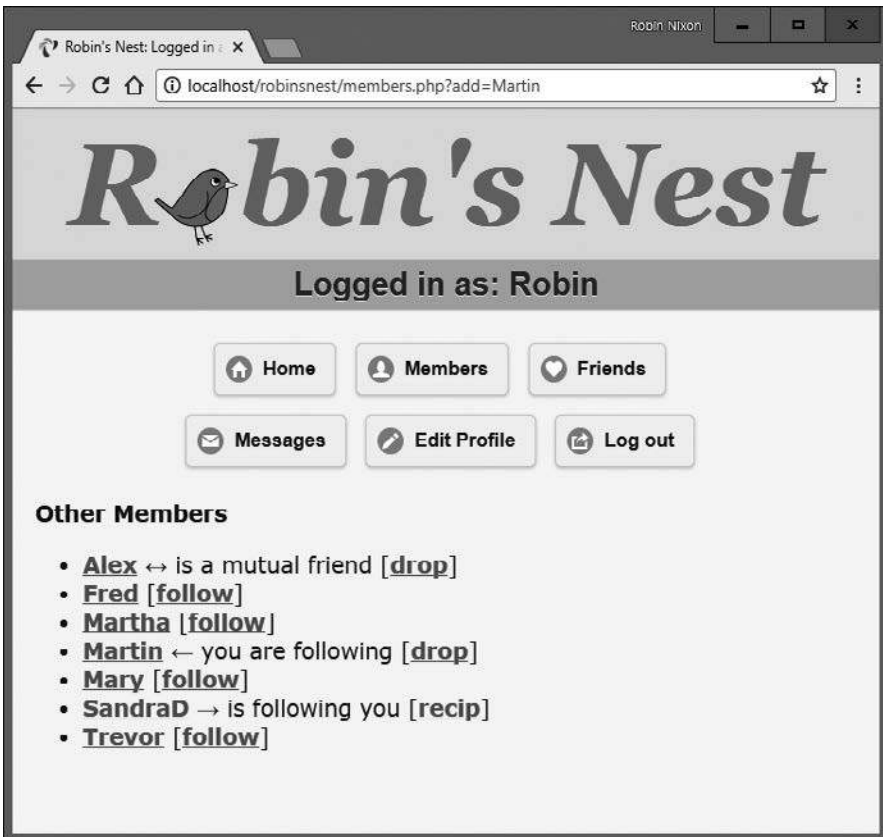 Robin Nixon
Robin's Nest: Logged in a
localhost/robinsnest/members.php?add=Martin
Robin's Nest
Logged in as: Robin
Home Members Friends
Messages Edit Profile Log out
Other Members
• Alex ↔ is a mutual friend [drop]
• Fred [follow]
• Martha [follow]
• Martin ← you are following [drop]
• Mary [follow]
• SandraD → is following you [recip]
• Trevor [follow]